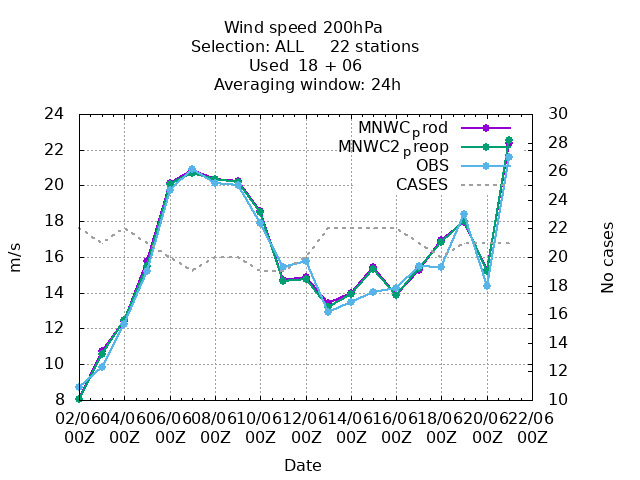 Wind speed 200hPa
Selection: ALL     22 stations
Used  18 + 06
Averaging window: 24h
24 30
MNWCprod
22 28
MNWC2preop
OBS
26
20 CASES 24
18 22
m/s 16 20 No cases
14 18
12 16
14
10 12
8 10
02/06 04/06 06/06 08/06 10/06 12/06 14/06 16/06 18/06 20/06 22/06
00Z 00Z 00Z 00Z 00Z 00Z 00Z 00Z 00Z 00Z 00Z
Date